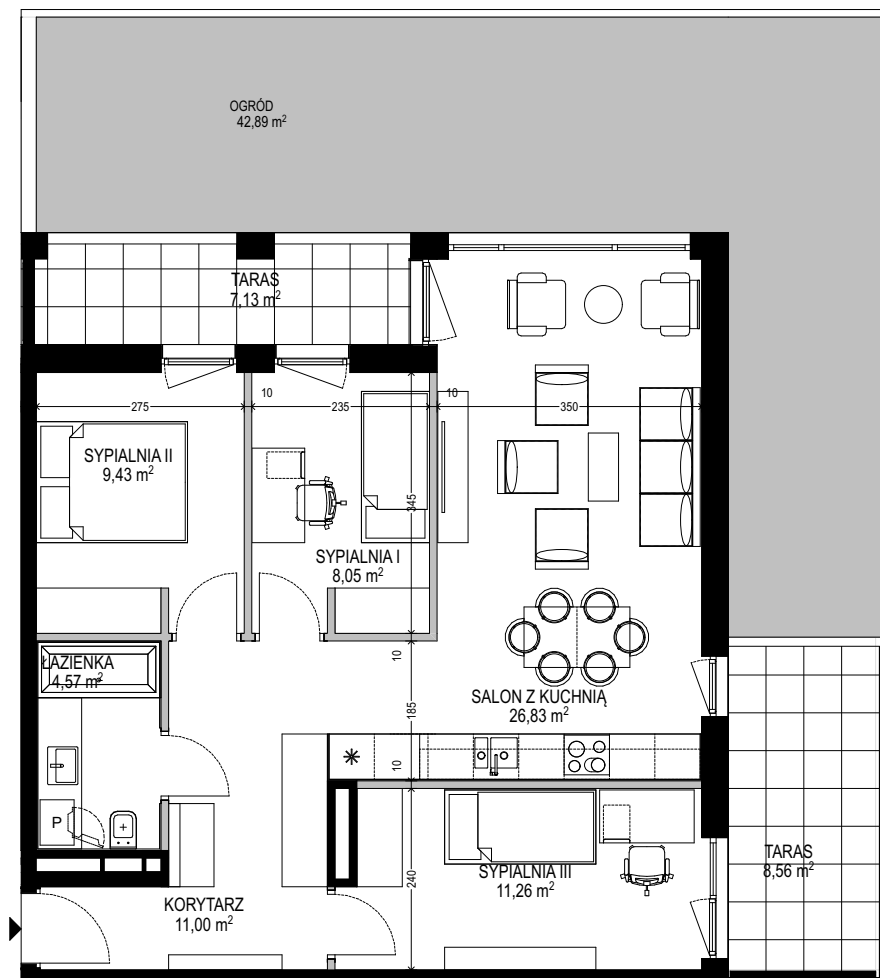 OGRÓD
42,89 m²
TARAS
7,13 m²
10
10
275
235
350
SYPIALNIA II
9,43 m²
345
SYPIALNIA I
8,05 m²
ŁAZIENKA
4,57 m²
10
SALON Z KUCHNIĄ
26,83 m²
185
10
P
TARAS
8,56 m²
SYPIALNIA III
11,26 m²
240
KORYTARZ
11,00 m²